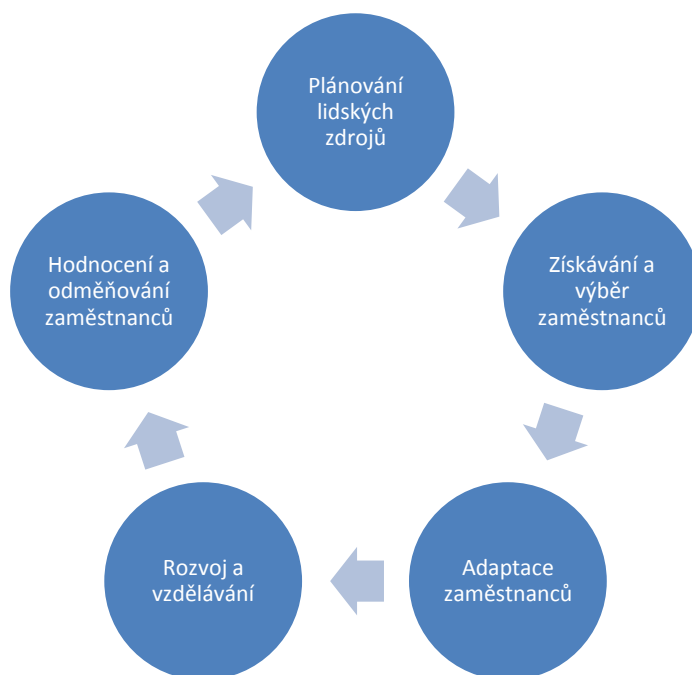 Plánování
lidských
zdrojů
Získávání a
výběr
zaměstnanců
Adaptace
zaměstnanců
Rozvoj a
vzdělávání
Hodnocení a
odměňování
zaměstnanců